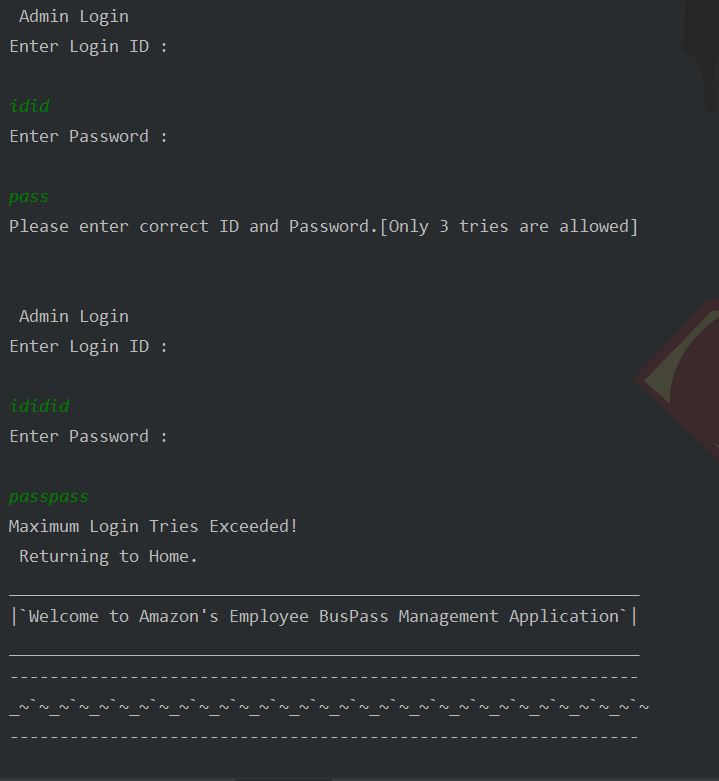 Admin Login
Enter Login ID :
idid
Enter Password :
pass
Please enter correct ID and Password.[Only 3 tries are allowed]
Admin Login
Enter Login ID :
ididid
Enter Password :
passpass
Maximum Login Tries Exceeded!
Returning to Home.
_______________________________________________________________
|`Welcome to Amazon's Employee BusPass Management Application`|
_______________________________________________________________
---------------------------------------------------------------
_~`~_~`~_~`~_~`~_~`~_~`~_~`~_~`~_~`~_~`~_~`~_~`~_~`~_~`~_~`~_~`~
---------------------------------------------------------------